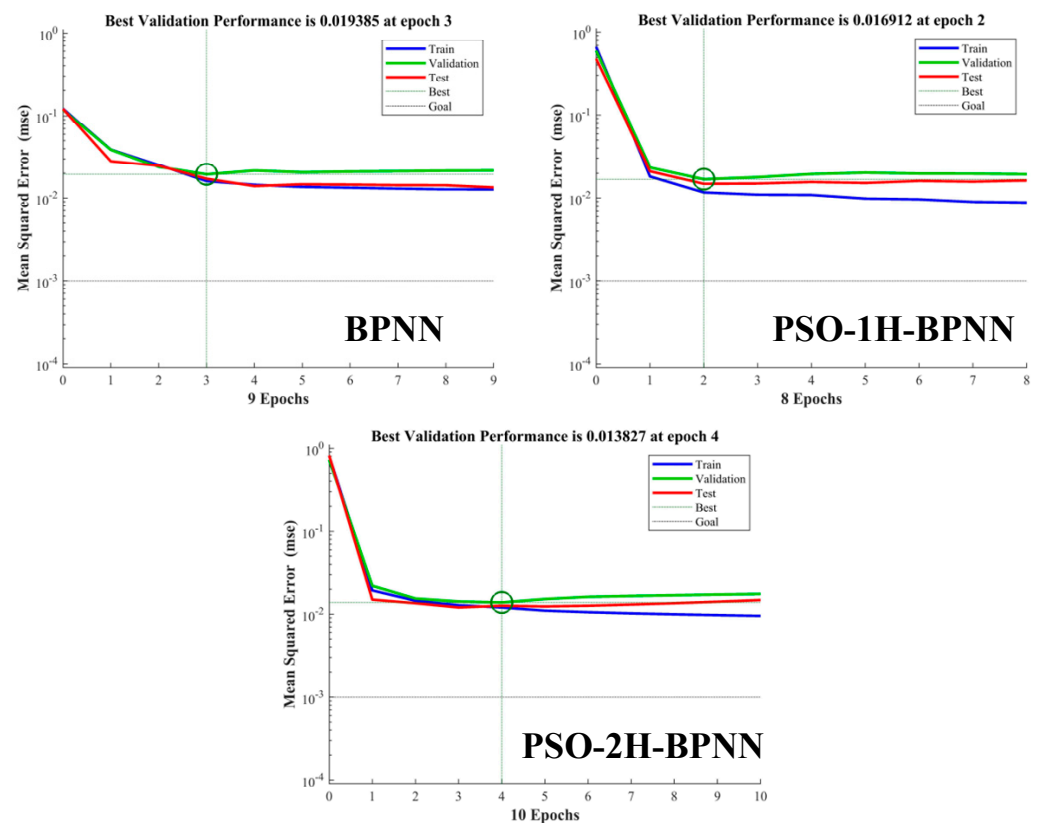 Best Validation Performance is 0.019385 at epoch 3
Mean Squared Error (mse)
10^0
10^-1
10^-2
10^-3
10^-4
Train
Validation
Test
Best
Goal
BPNN
0 1 2 3 4 5 6 7 8 9
9 Epochs
Best Validation Performance is 0.016912 at epoch 2
Mean Squared Error (mse)
10^0
10^-1
10^-2
10^-3
10^-4
Train
Validation
Test
Best
Goal
PSO-1H-BPNN
0 1 2 3 4 5 6 7 8
8 Epochs
Best Validation Performance is 0.013827 at epoch 4
Mean Squared Error (mse)
10^0
10^-1
10^-2
10^-3
10^-4
Train
Validation
Test
Best
Goal
PSO-2H-BPNN
0 1 2 3 4 5 6 7 8 9 10
10 Epochs